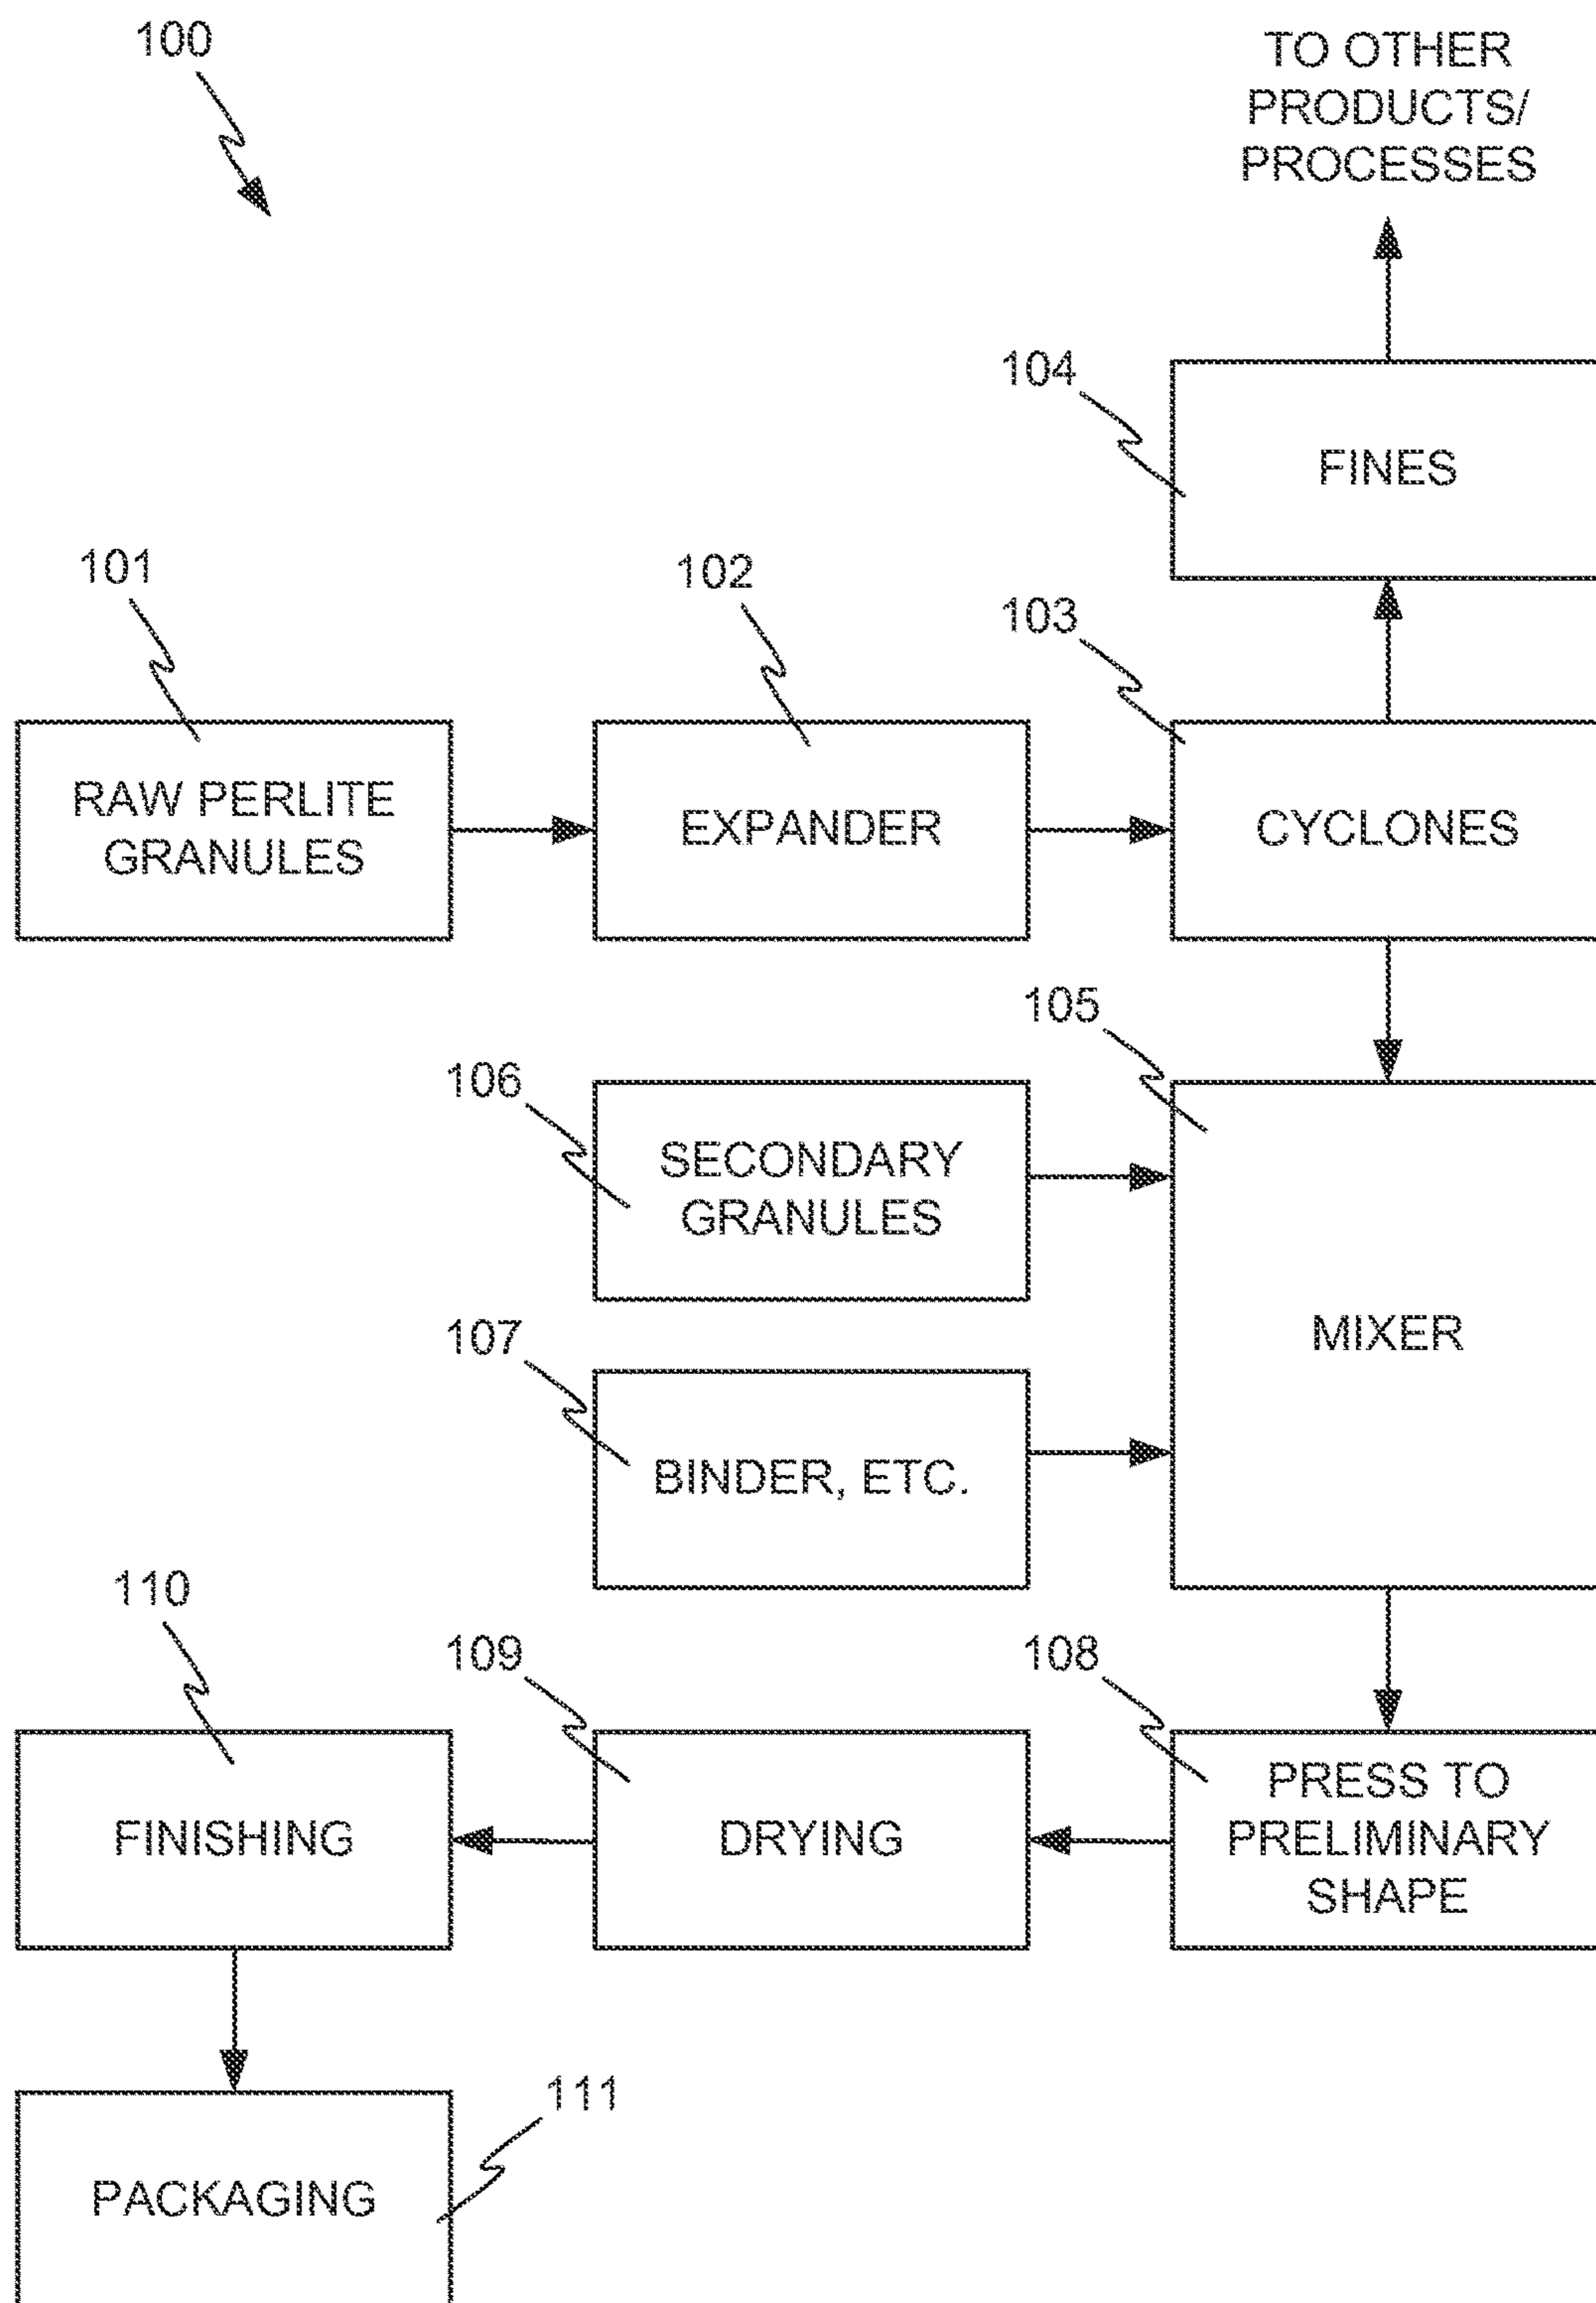 100
TO OTHER
PRODUCTS/
PROCESSES
104
FINES
101
102
103
RAW PERLITE
GRANULES
EXPANDER
CYCLONES
105
106
SECONDARY
GRANULES
MIXER
107
BINDER, ETC.
110
109
108
FINISHING
DRYING
PRESS TO
PRELIMINARY
SHAPE
111
PACKAGING